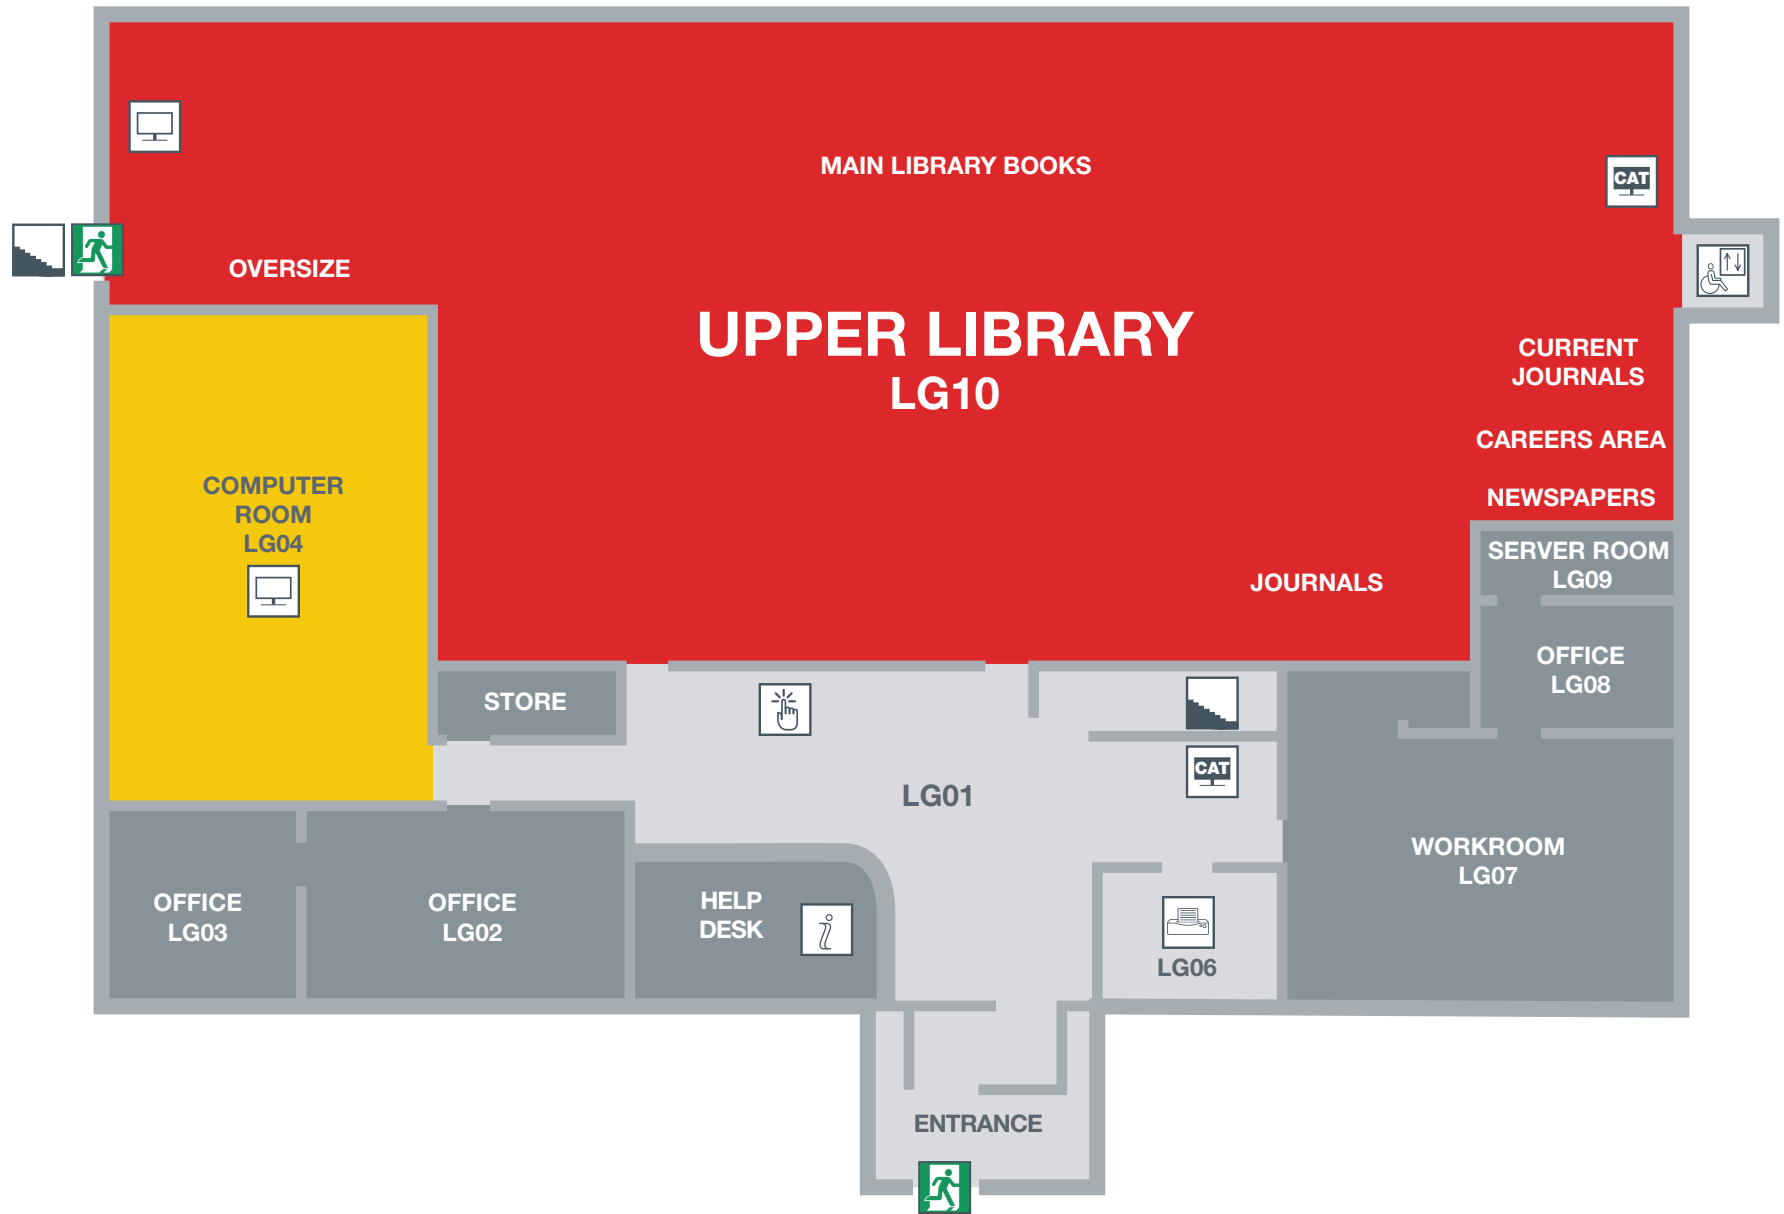 MAIN LIBRARY BOOKS
CAT
OVERSIZE
UPPER LIBRARY
LG10
CURRENT
JOURNALS
CAREERS AREA
NEWSPAPERS
COMPUTER
ROOM
LG04
SERVER ROOM
LG09
JOURNALS
OFFICE
LG08
STORE
CAT
LG01
WORKROOM
LG07
OFFICE
LG03
OFFICE
LG02
HELP
DESK
i
LG06
ENTRANCE